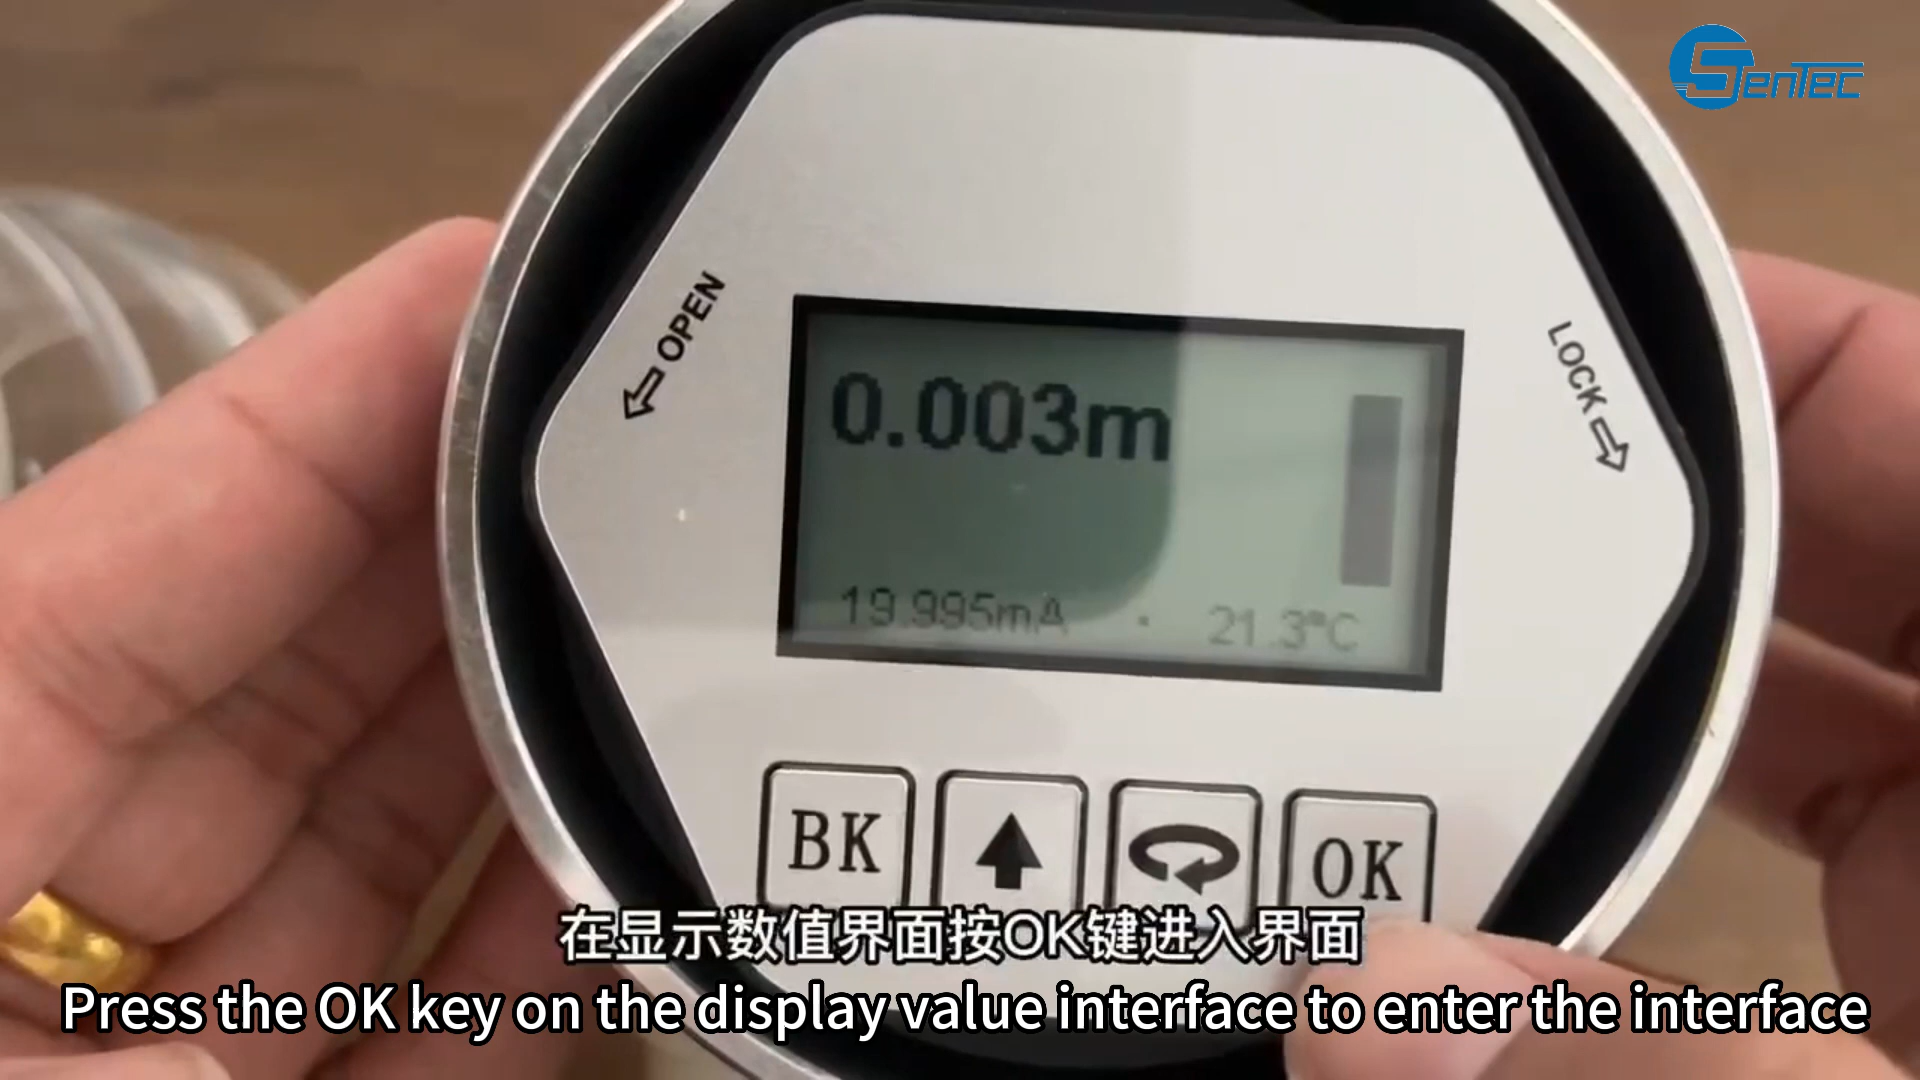 SenTec
OPEN
LOCK
0.003m
19.995mA
21.3°C
BK
OK
在显示数值界面按OK键进入界面
Press the OK key on the display value interface to enter the interface